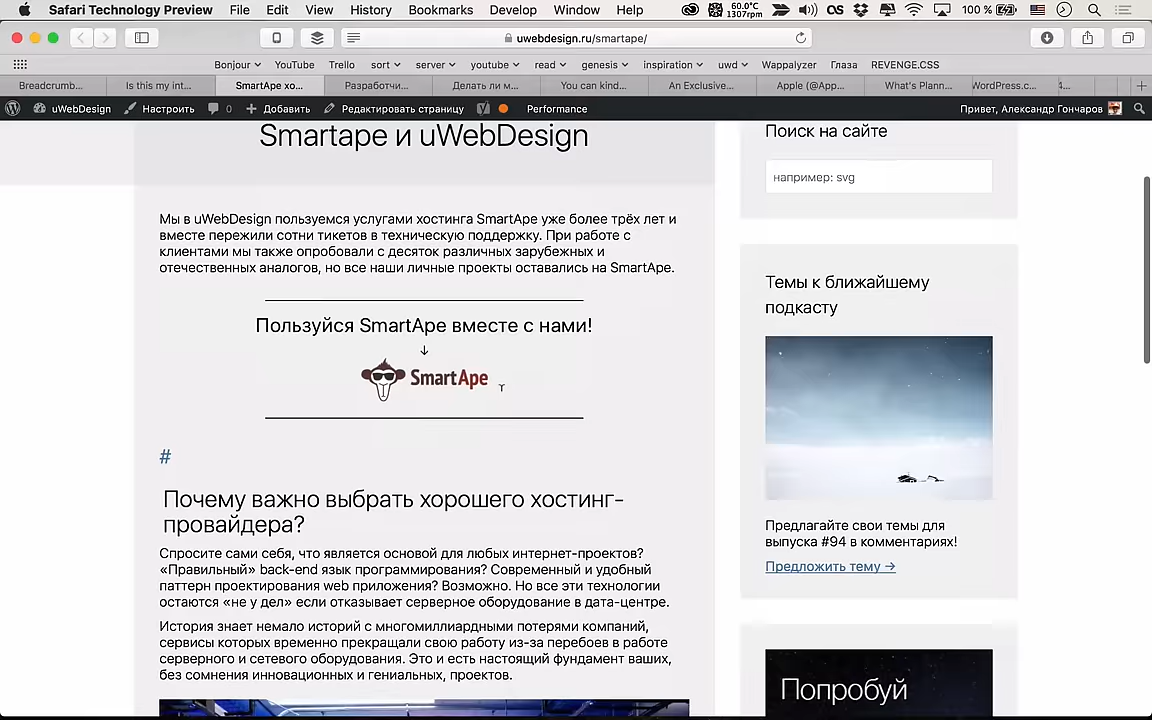 Safari Technology Preview File Edit View History Bookmarks Develop Window Help 60.0°C 1307rpm 100 %
uwebdesign.ru/smartape/
Bonjour YouTube Trello sort server youtube read genesis inspiration uwd Wappalyzer Глаза REVENGE.CSS
Breadcrumb... Is this my int... SmartApe хо... Разработчи... Делать ли м... You can kind... An Exclusive... Apple (@App... What's Plann... WordPress.c... 4...
uWebDesign Настроить 0 Добавить Редактировать страницу Performance Привет, Александр Гончаров
Smartape и uWebDesign
Мы в uWebDesign пользуемся услугами хостинга SmartApe уже более трёх лет и
вместе пережили сотни тикетов в техническую поддержку. При работе с
клиентами мы также опробовали с десяток различных зарубежных и
отечественных аналогов, но все наши личные проекты оставались на SmartApe.
Пользуйся SmartApe вместе с нами!
↓
SmartApe
#
Почему важно выбрать хорошего хостинг-
провайдера?
Спросите сами себя, что является основой для любых интернет-проектов?
«Правильный» back-end язык программирования? Современный и удобный
паттерн проектирования web приложения? Возможно. Но все эти технологии
остаются «не у дел» если отказывает серверное оборудование в дата-центре.
История знает немало историй с многомиллиардными потерями компаний,
сервисы которых временно прекращали свою работу из-за перебоев в работе
серверного и сетевого оборудования. Это и есть настоящий фундамент ваших,
без сомнения инновационных и гениальных, проектов.
Поиск на сайте
например: svg
Темы к ближайшему
подкасту
Предлагайте свои темы для
выпуска #94 в комментариях!
Предложить тему →
Попробуй